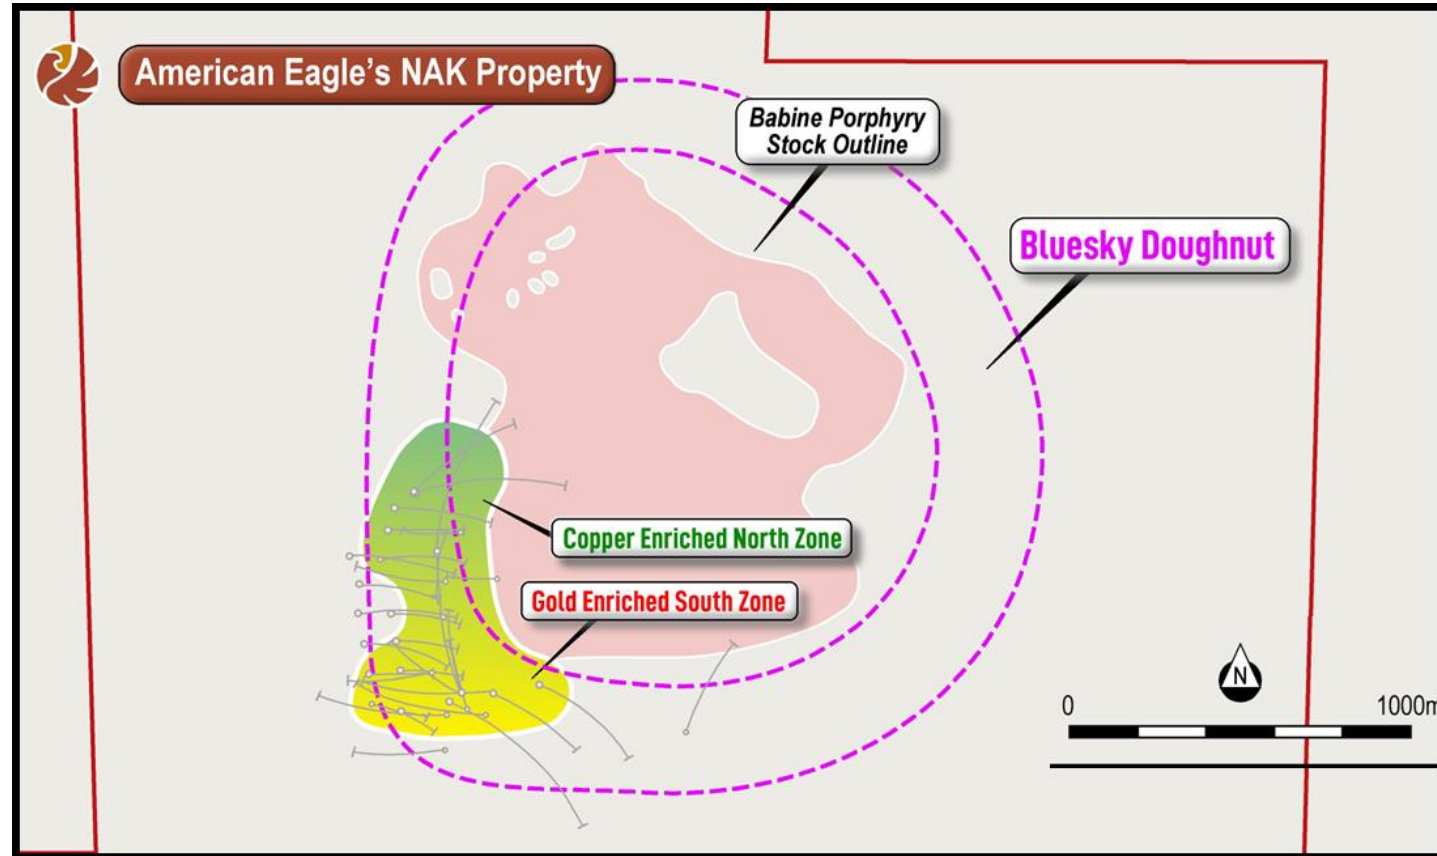 American Eagle's NAK Property
Babine Porphyry
Stock Outline
Bluesky Doughnut
Copper Enriched North Zone
Gold Enriched South Zone
N
0 1000m